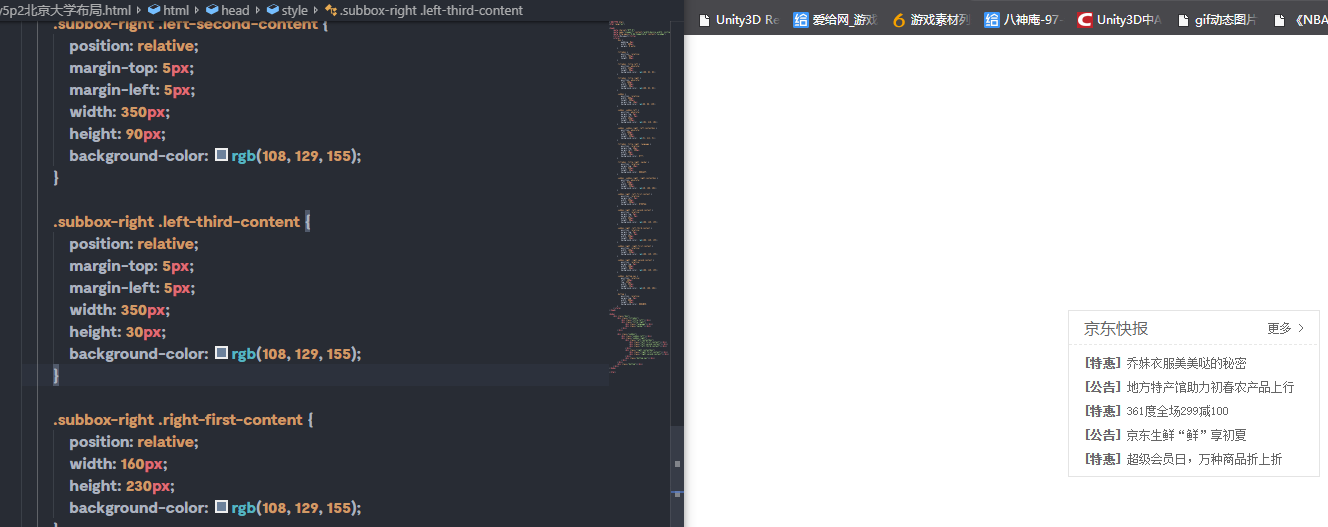 y5p2北京大学布局.html › html › head › style › .subbox-right .left-third-content
.subbox-right .left-second-content {
position: relative;
margin-top: 5px;
margin-left: 5px;
width: 350px;
height: 90px;
background-color: rgb(108, 129, 155);
}
.subbox-right .left-third-content {
position: relative;
margin-top: 5px;
margin-left: 5px;
width: 350px;
height: 30px;
background-color: rgb(108, 129, 155);
}
.subbox-right .right-first-content {
position: relative;
width: 160px;
height: 230px;
background-color: rgb(108, 129, 155);
}
Unity3D Re 给 爱给网_游戏 6 游戏素材列 给 八神庵-97- Unity3D中A gif动态图片 《NBA
京东快报 更多 >
[特惠] 乔妹衣服美美哒的秘密
[公告] 地方特产馆助力初春农产品上行
[特惠] 361度全场299减100
[公告] 京东生鲜“鲜”享初夏
[特惠] 超级会员日，万种商品折上折